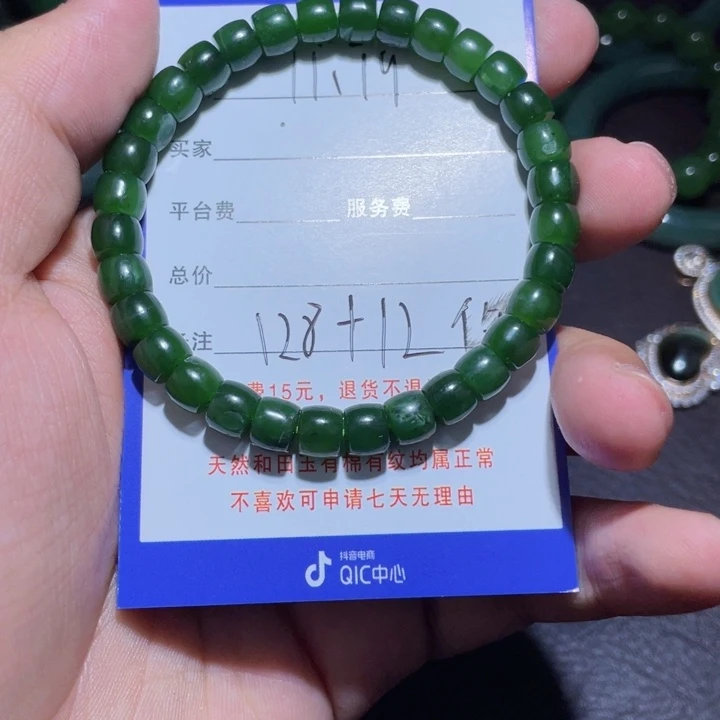 买家
平台费 服务费
总价
注 128+12
费15元，退货不退
天然和田玉有棉有纹均属正常
不喜欢可申请七天无理由
抖音电商
QIC中心